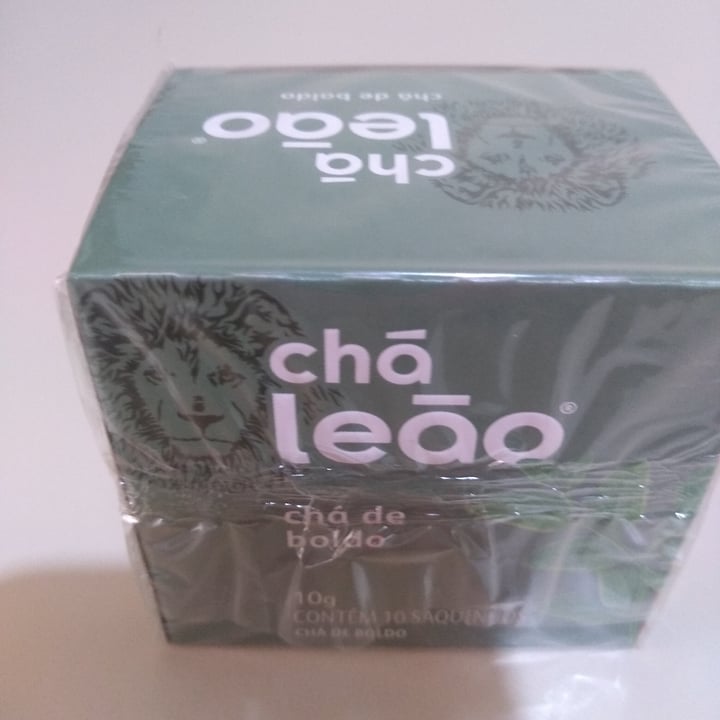 chá de boldo
leão®
chá
chá
leão®
chá de
boldo
10g
CONTÉM 10 SAQUINHOS
CHÁ DE BOLDO